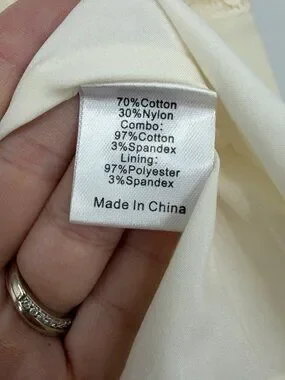 70%Cotton
30%Nylon
Combo:
97%Cotton
3%Spandex
Lining:
97%Polyester
3%Spandex
Made In China